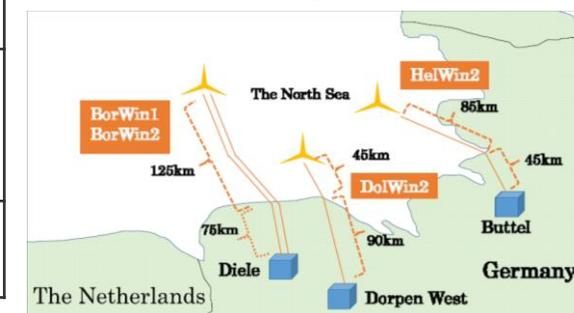 HelWin2
The North Sea
85km
BorWin1
BorWin2
45km
45km
125km
DolWin2
75km
90km
Buttel
Diele
Germany
The Netherlands
Dorpen West